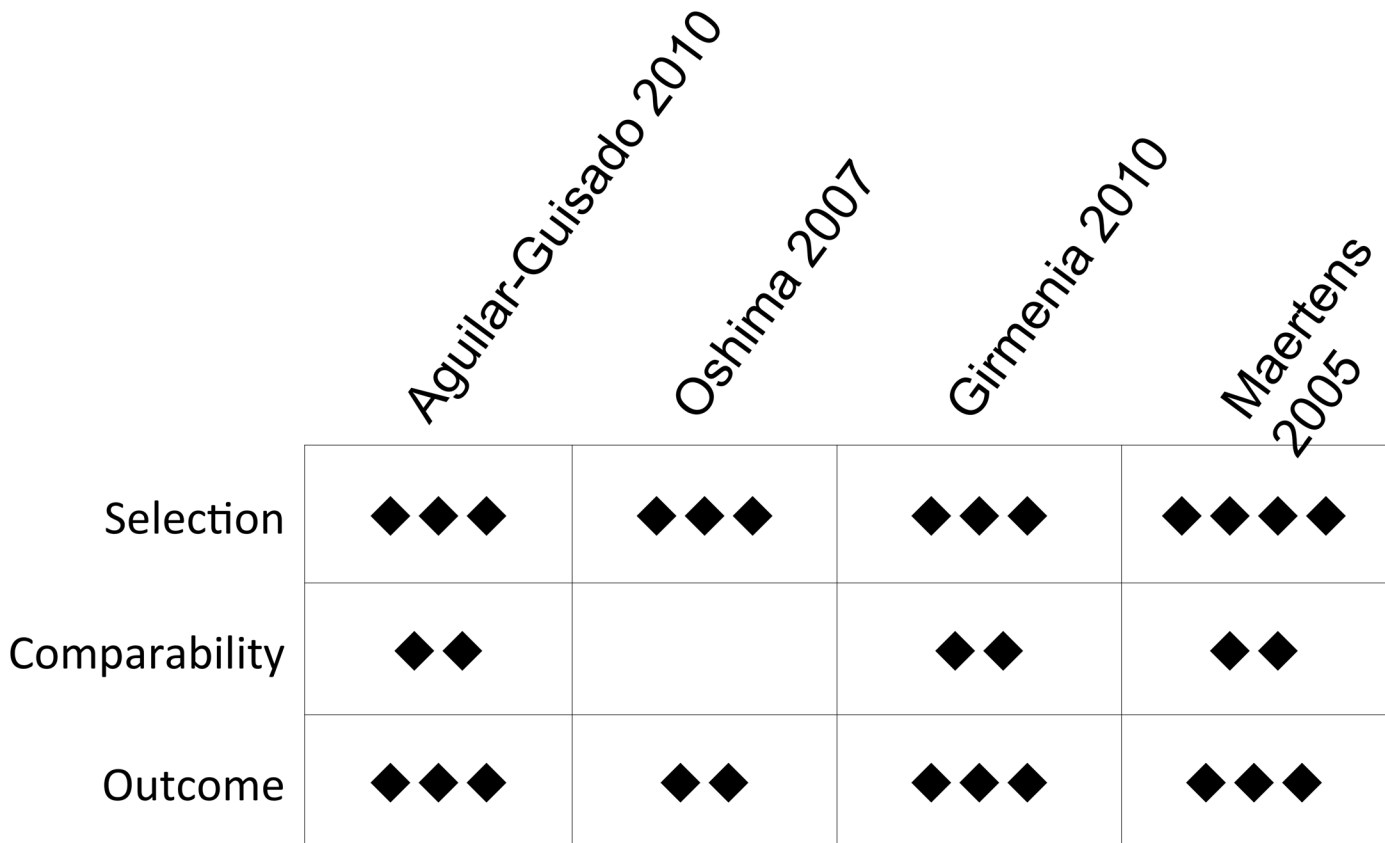 Aguilar-Guisado 2010
Oshima 2007
Girmenia 2010
Maertens
2005
Selection ◆◆◆ ◆◆◆ ◆◆◆ ◆◆◆◆
Comparability ◆◆ ◆◆ ◆◆
Outcome ◆◆◆ ◆◆ ◆◆◆ ◆◆◆